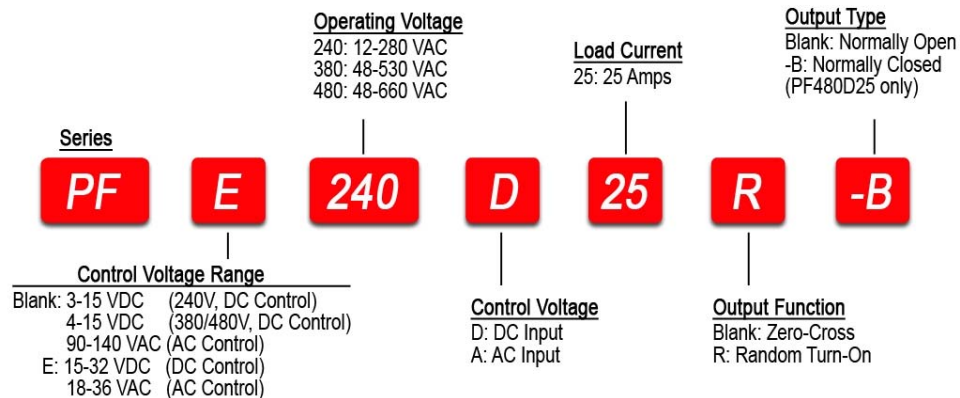 Operating Voltage
240: 12-280 VAC
380: 48-530 VAC
480: 48-660 VAC
Load Current
25: 25 Amps
Output Type
Blank: Normally Open
-B: Normally Closed
(PF480D25 only)
Series
PF E 240 D 25 R -B
Control Voltage Range
Blank: 3-15 VDC (240V, DC Control)
4-15 VDC (380/480V, DC Control)
90-140 VAC (AC Control)
E: 15-32 VDC (DC Control)
18-36 VAC (AC Control)
Control Voltage
D: DC Input
A: AC Input
Output Function
Blank: Zero-Cross
R: Random Turn-On